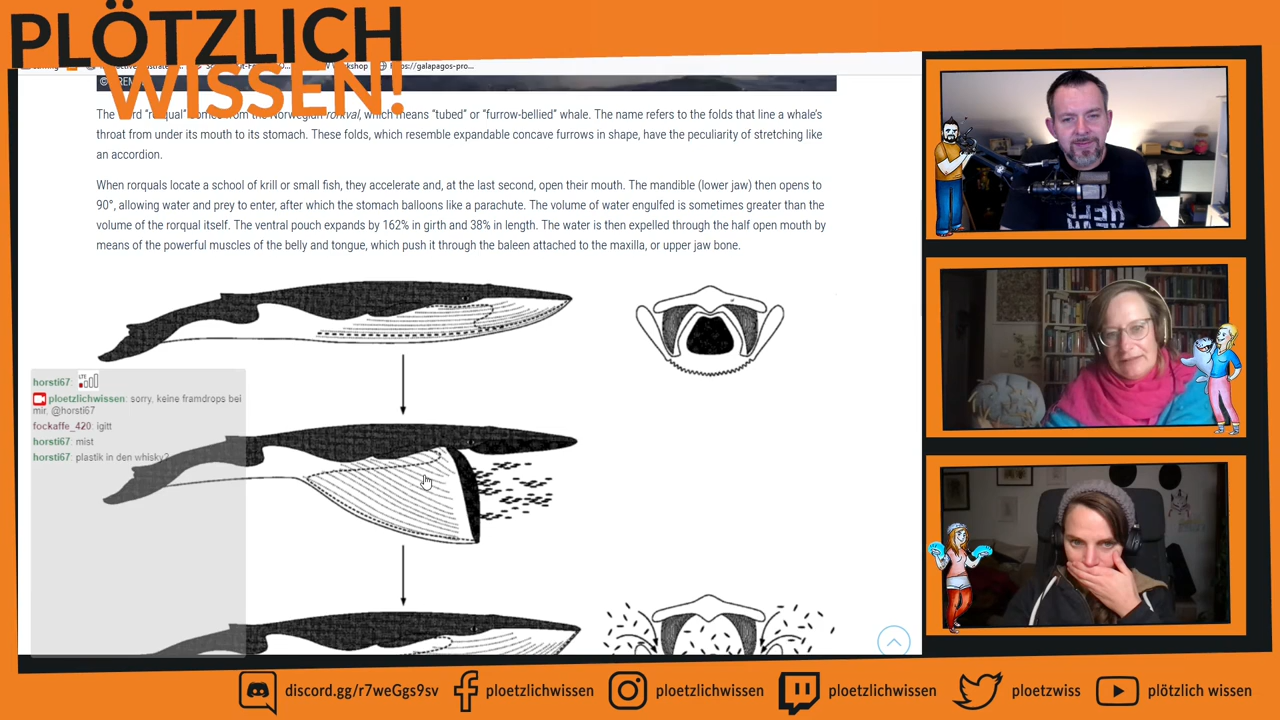 PLÖTZLICH
WISSEN!
Workshop
https://galapagos-pro...
The word "rorqual" comes from the Norwegian rorkval, which means "tubed" or "furrow-bellied" whale. The name refers to the folds that line a whale's
throat from under its mouth to its stomach. These folds, which resemble expandable concave furrows in shape, have the peculiarity of stretching like
an accordion.
When rorquals locate a school of krill or small fish, they accelerate and, at the last second, open their mouth. The mandible (lower jaw) then opens to
90°, allowing water and prey to enter, after which the stomach balloons like a parachute. The volume of water engulfed is sometimes greater than the
volume of the rorqual itself. The ventral pouch expands by 162% in girth and 38% in length. The water is then expelled through the half open mouth by
means of the powerful muscles of the belly and tongue, which push it through the baleen attached to the maxilla, or upper jaw bone.
horsti67: LTE
ploetzlichwissen: sorry, keine framdrops bei
mir, @horsti67
fockaffe_420: igitt
horsti67: mist
horsti67: plastik in den whisky?
discord.gg/r7weGgs9sv
ploetzlichwissen
ploetzlichwissen
ploetzlichwissen
ploetzwiss
plötzlich wissen